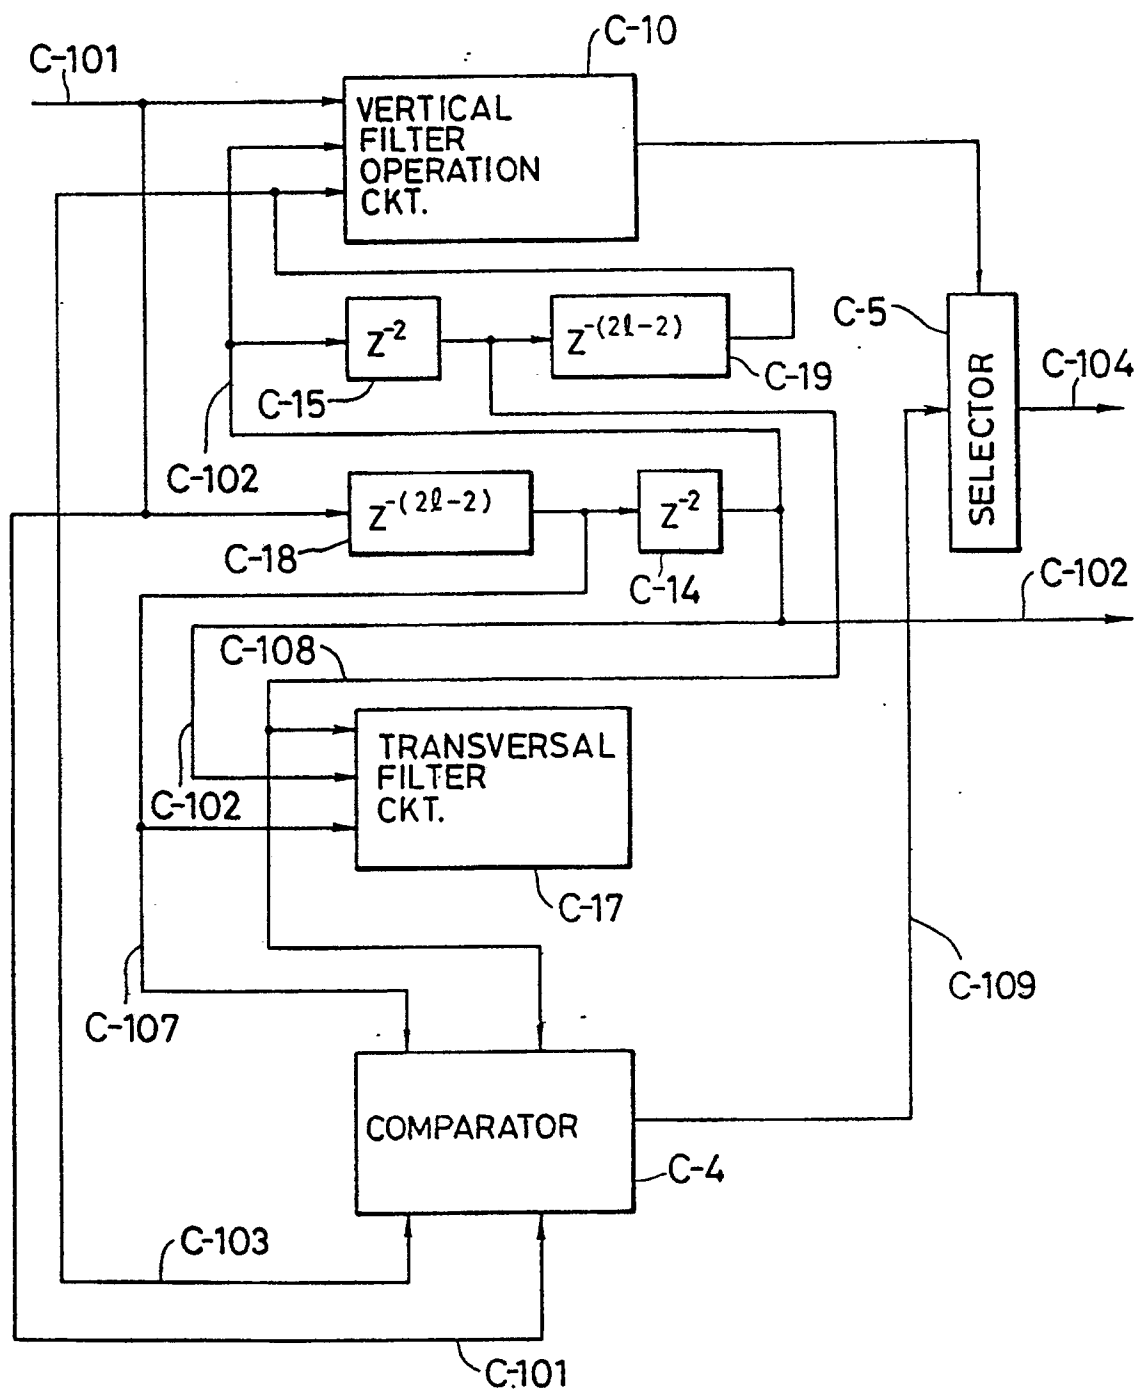 C-10
C-101
VERTICAL
FILTER
OPERATION
CKT.
C-5
Z-2
Z-(2ℓ-2)
C-19
C-15
C-104
SELECTOR
C-102
Z-(2ℓ-2)
Z-2
C-18
C-14
C-102
C-108
TRANSVERSAL
FILTER
CKT.
C-102
C-17
C-109
C-107
COMPARATOR
C-4
C-103
C-101